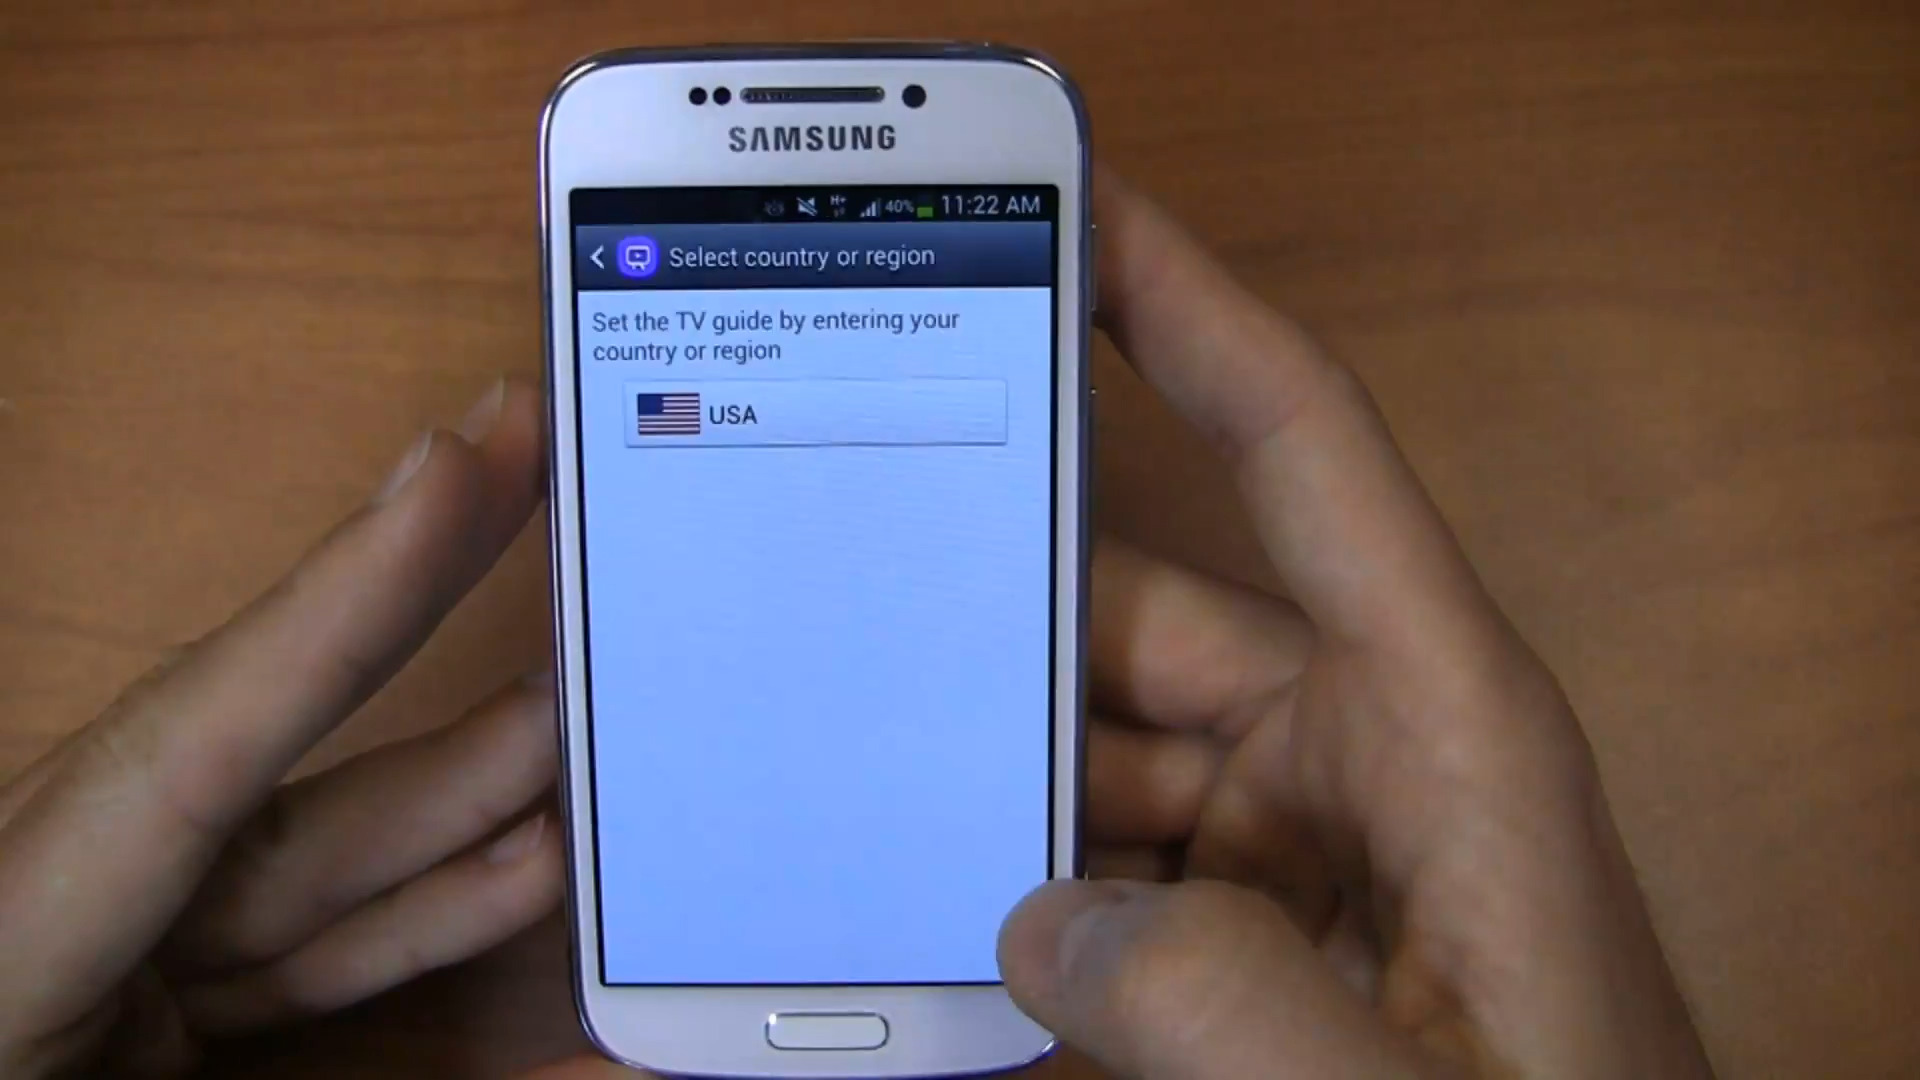 SAMSUNG
H+ 40% 11:22 AM
Select country or region
Set the TV guide by entering your
country or region
USA